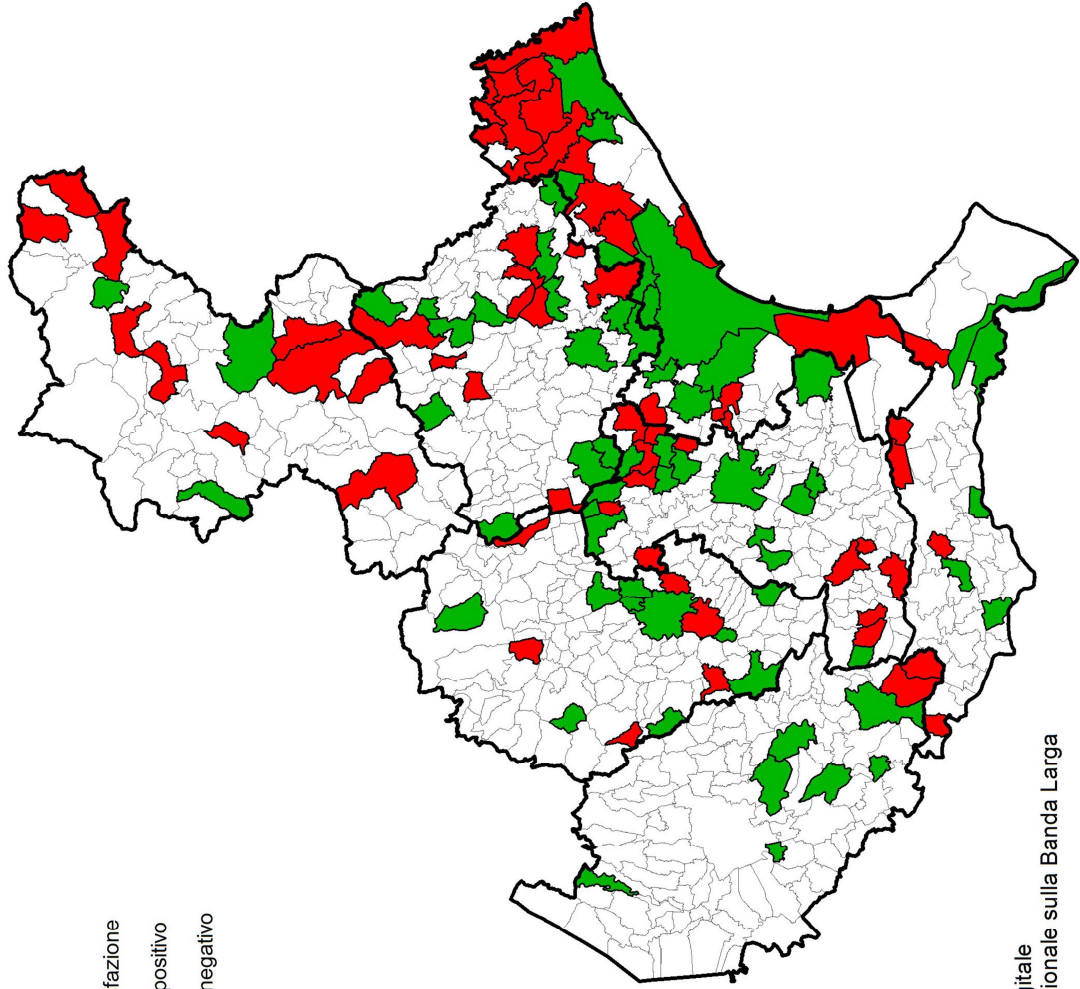 fazione
positivo
negativo
gitale
ionale sulla Banda Larga